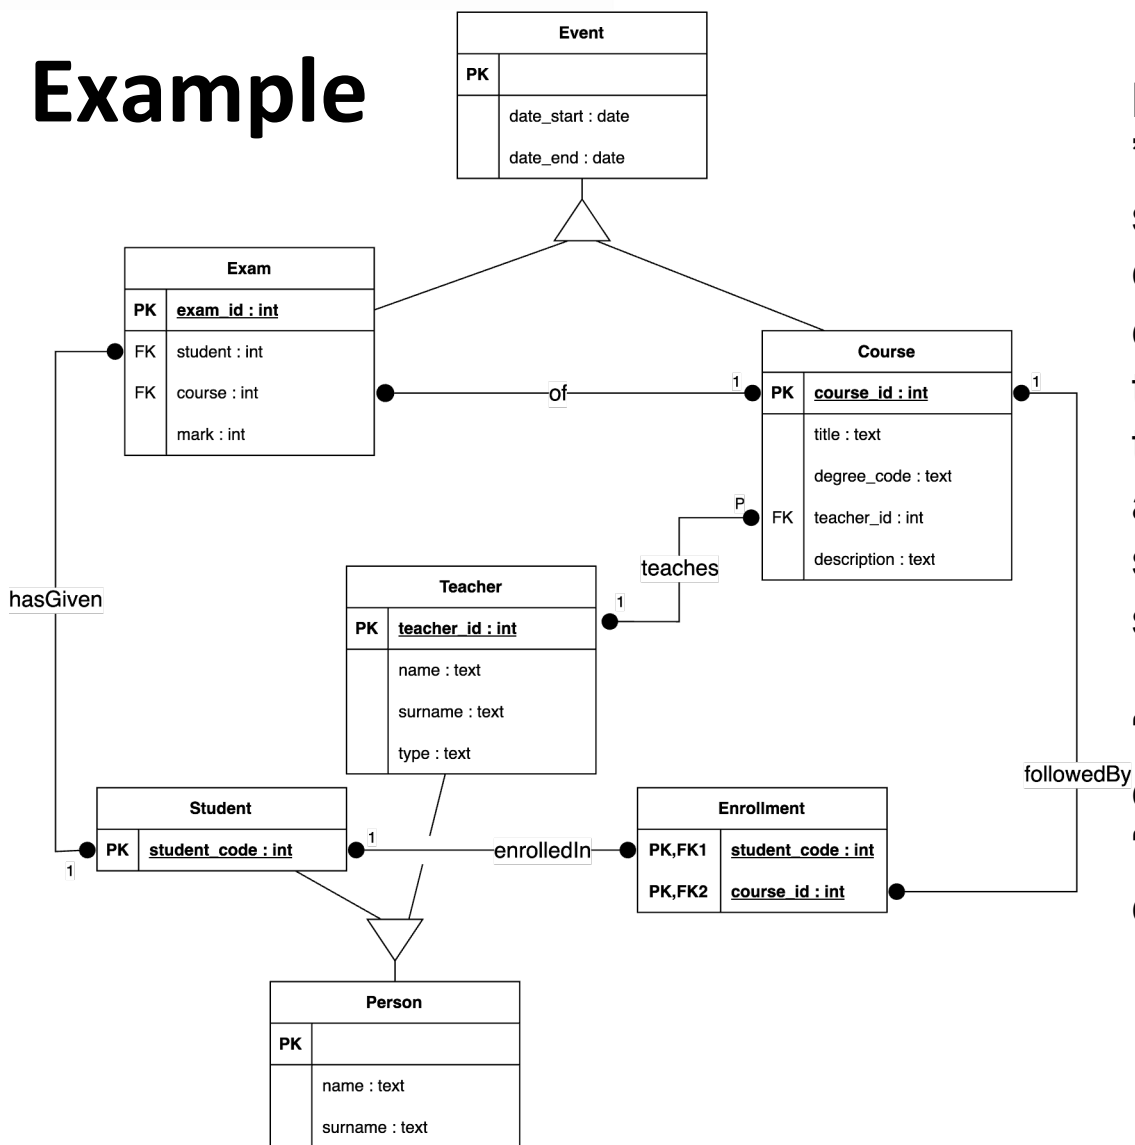 Example
Event
PK
date_start : date
date_end : date
Exam
PK exam_id : int
FK student : int
FK course : int
mark : int
of
1
Course
PK course_id : int
title : text
degree_code : text
FK teacher_id : int
description : text
1
P
teaches
1
hasGiven
1
Teacher
PK teacher_id : int
name : text
surname : text
type : text
followedBy
Student
PK student_code : int
1
enrolledIn
Enrollment
PK,FK1 student_code : int
PK,FK2 course_id : int
Person
PK
name : text
surname : text